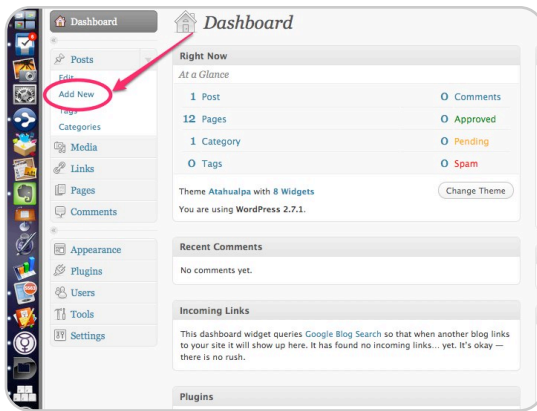 Dashboard
Posts
Edit
Add New
Tags
Categories
Media
Links
Pages
Comments
Appearance
Plugins
Users
Tools
Settings
Dashboard
Right Now
At a Glance
1 Post 0 Comments
12 Pages 0 Approved
1 Category 0 Pending
0 Tags 0 Spam
Theme Atahualpa with 8 Widgets Change Theme
You are using WordPress 2.7.1.
Recent Comments
No comments yet.
Incoming Links
This dashboard widget queries Google Blog Search so that when another blog links
to your site it will show up here. It has found no incoming links... yet. It's okay —
there is no rush.
Plugins